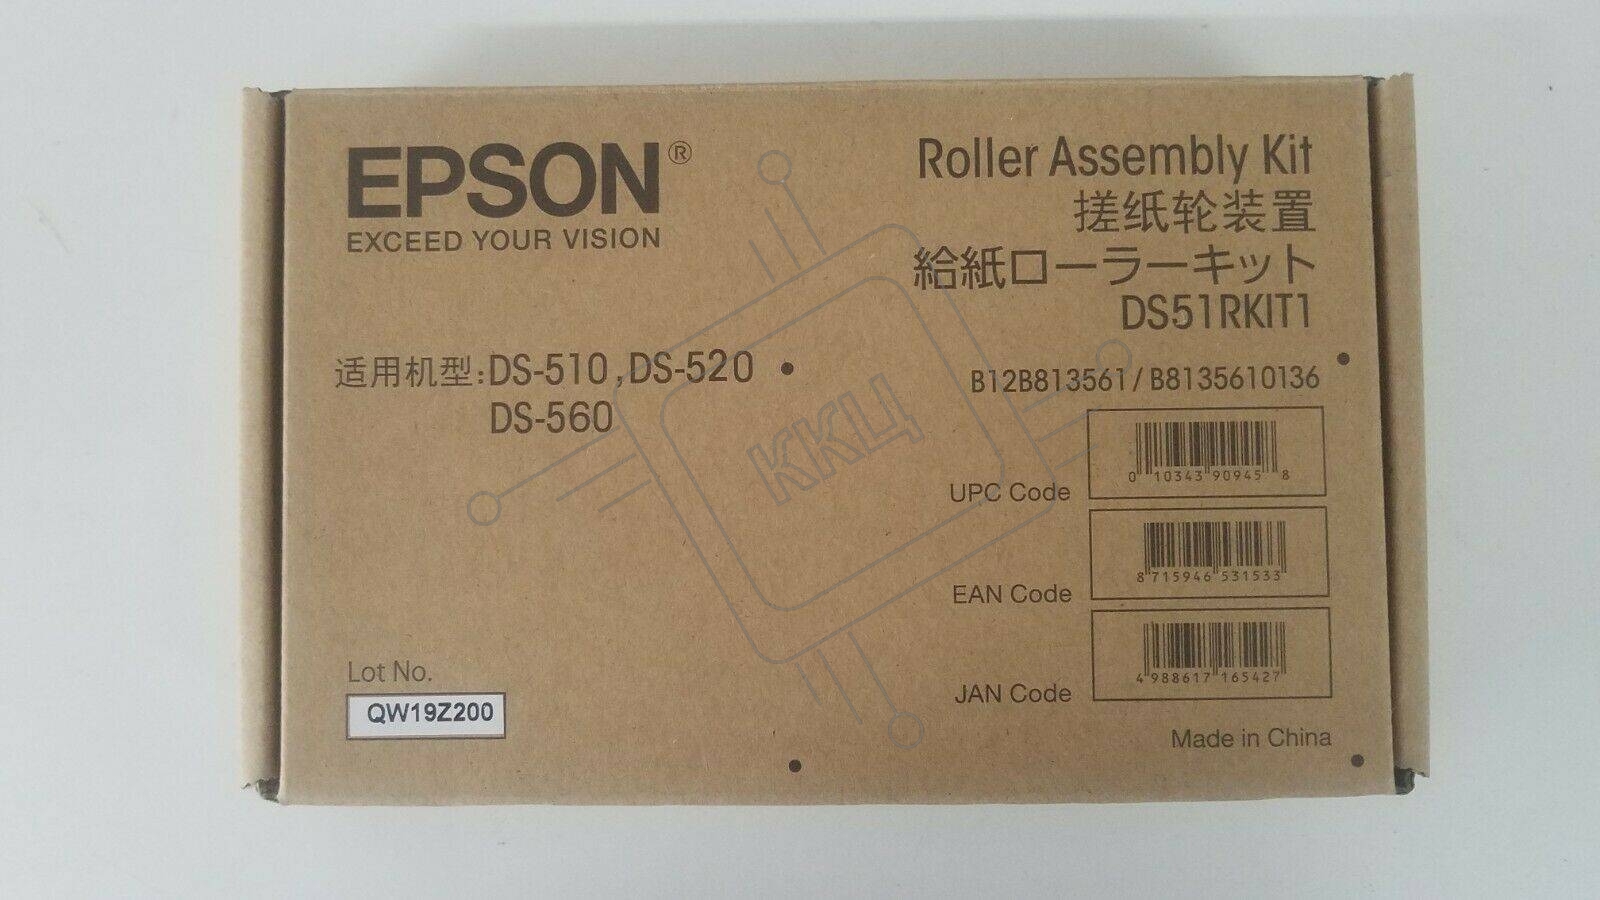 EPSON®
EXCEED YOUR VISION
Roller Assembly Kit
搓纸轮装置
給紙ローラーキット
DS51RKIT1
适用机型:DS-510,DS-520
DS-560
B12B813561/B8135610136
UPC Code
0 10343 90945 8
EAN Code
8 715946 531533
JAN Code
4 988617 165427
Lot No.
QW19Z200
Made in China
ККЦ